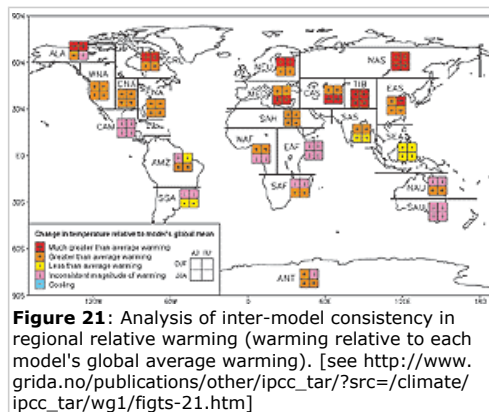 90N
ALA
GRL
NEU
NAS
60N
WNA
CNA
ENA
TIB
EAS
30N
SAH
SAS
CAM
WAF
EAF
SEA
EQ
AMZ
SAF
NAU
30S
SSA
SAU
Change in temperature relative to model's global mean
Much greater than average warming
Greater than average warming
Less than average warming
Inconsistent magnitude of warming
Cooling
A2 B2
DJF
JJA
60S
ANT
90S
120W
60W
0
60E
120E
Figure 21: Analysis of inter-model consistency in
regional relative warming (warming relative to each
model's global average warming). [see http://www.
grida.no/publications/other/ipcc_tar/?src=/climate/
ipcc_tar/wg1/figts-21.htm]